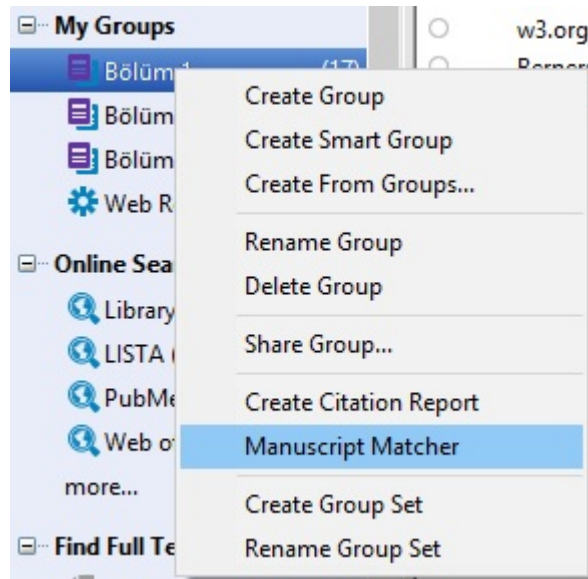 My Groups
w3.org
Bölüm 1 (17)
Bölüm
Bölüm
Web R
Create Group
Create Smart Group
Create From Groups...
Rename Group
Delete Group
Share Group...
Create Citation Report
Manuscript Matcher
Create Group Set
Rename Group Set
Online Sea
Library
LISTA (
PubMe
Web o
more...
Find Full Te